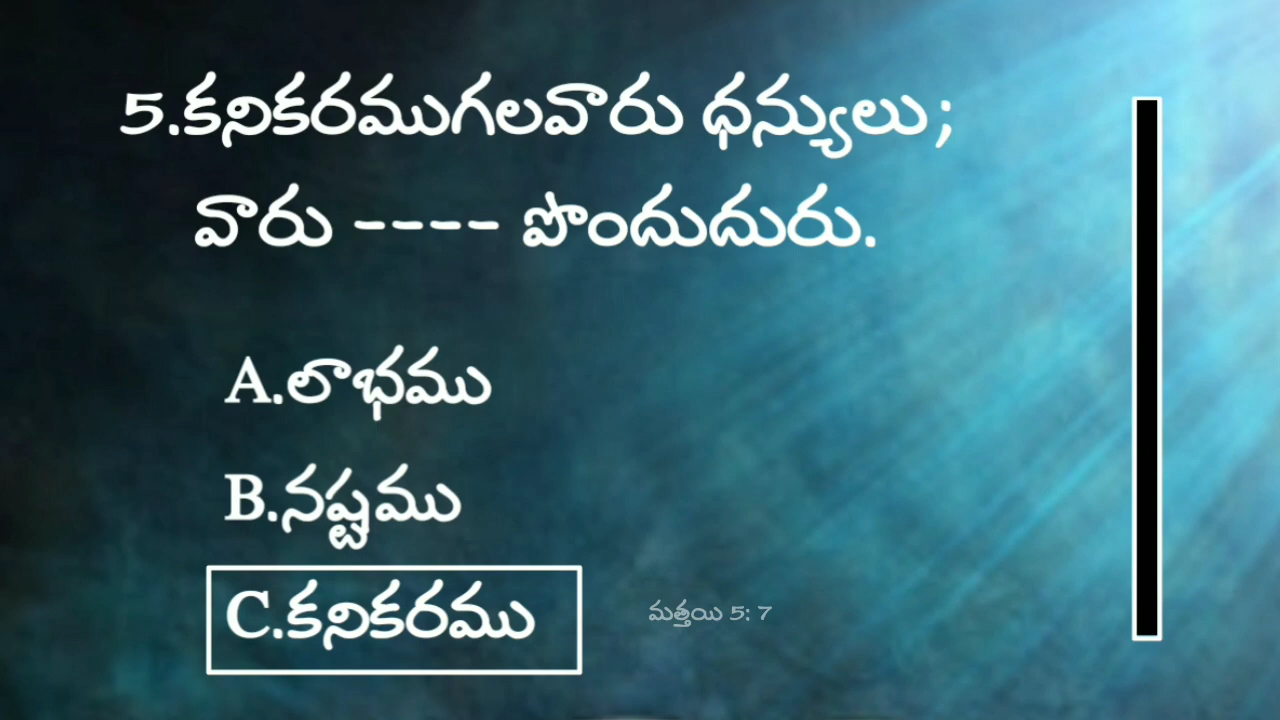 5.కనికరముగలవారు ధన్యులు;
వారు ---- పొందుదురు.
A.లాభము
B.నష్టము
C.కనికరము
మత్తయి 5: 7